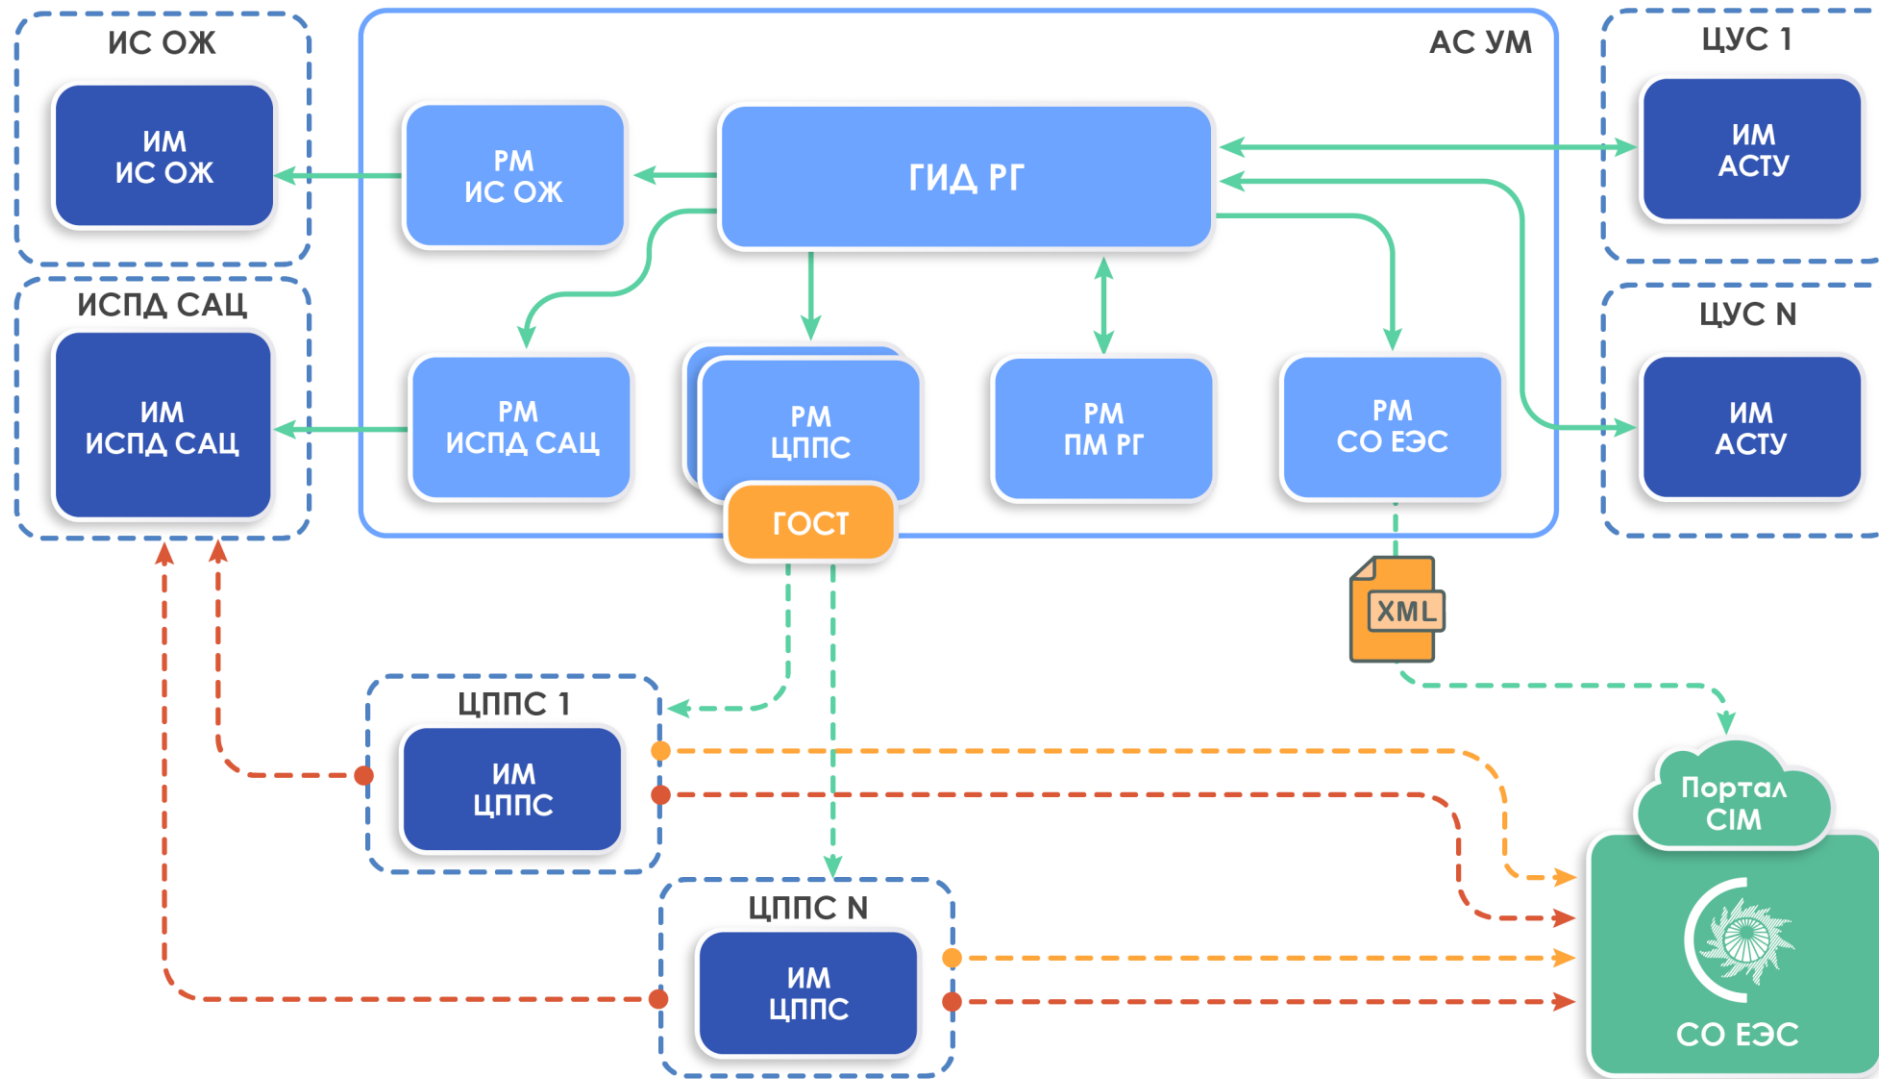 ИС ОЖ
ИМ
ИС ОЖ
АС УМ
РМ
ИС ОЖ
ГИД РГ
ЦУС 1
ИМ
АСТУ
ИСПД САЦ
ИМ
ИСПД САЦ
РМ
ИСПД САЦ
РМ
ЦППС
ГОСТ
РМ
ПМ РГ
РМ
СО ЕЭС
ЦУС N
ИМ
АСТУ
XML
ЦППС 1
ИМ
ЦППС
ЦППС N
ИМ
ЦППС
Портал
CIM
СО ЕЭС